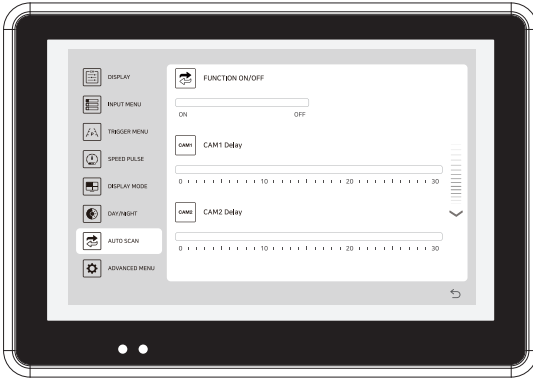 DISPLAY
INPUT MENU
TRIGGER MENU
SPEED PULSE
DISPLAY MODE
DAY/NIGHT
AUTO SCAN
ADVANCED MENU
FUNCTION ON/OFF
ON OFF
CAM1 CAM1 Delay
0 10 20 30
CAM2 CAM2 Delay
0 10 20 30